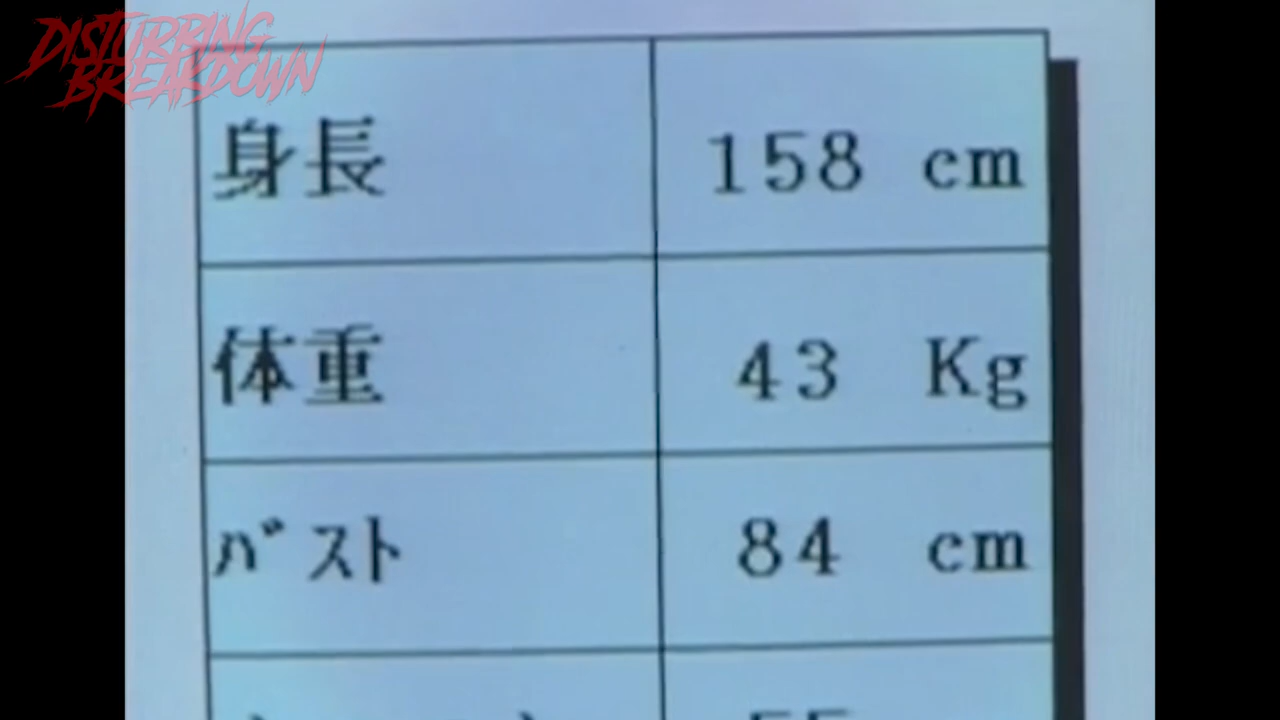 DISTURBING
BREAKDOWN
身長 158 cm
体重 43 Kg
ﾊﾞｽﾄ 84 cm